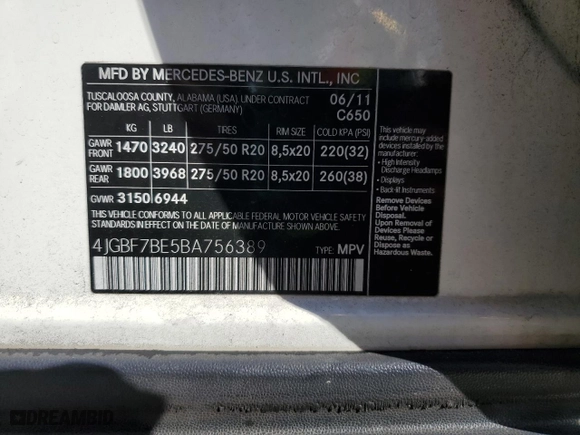 MFD BY MERCEDES-BENZ U.S. INTL., INC
TUSCALOOSA COUNTY, ALABAMA (USA) UNDER CONTRACT
FOR DAIMLER AG, STUTTGART (GERMANY)
06/11
C650
KG LB TIRES RIM SIZE COLD KPA (PSI)
GAWR FRONT 1470 3240 275/50 R20 8,5x20 220(32)
GAWR REAR 1800 3968 275/50 R20 8,5x20 260(38)
GVWR 3150 6944
THIS VEHICLE CONFORMS TO ALL APPLICABLE FEDERAL MOTOR VEHICLE SAFETY
STANDARDS IN EFFECT ON THE DATE OF MANUFACTURE SHOWN ABOVE.
4JGBF7BE5BA756389
TYPE: MPV
This vehicle may
include mercury-added
devices installed by the
manufacturer:
- High Intensity
Discharge Headlamps
- Displays
- Back-lit Instruments
Remove Devices Before
Vehicle Disposal.
Upon Removal of Devices
Please Reuse, Recycle
or Dispose as
Hazardous Waste.
DREAMBID